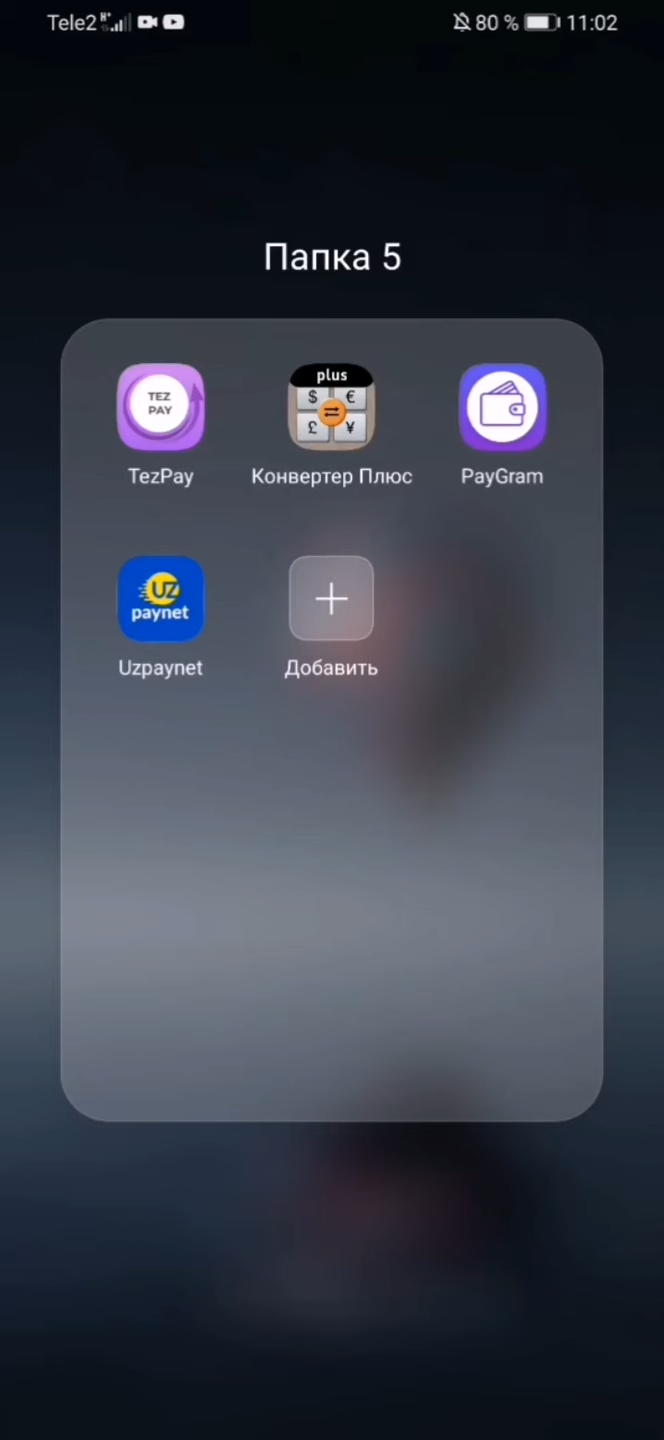 Tele2 H+ 80 % 11:02
Папка 5
TEZ
PAY
plus
$ €
£ ¥
TezPay Конвертер Плюс PayGram
UZ
paynet
Uzpaynet Добавить